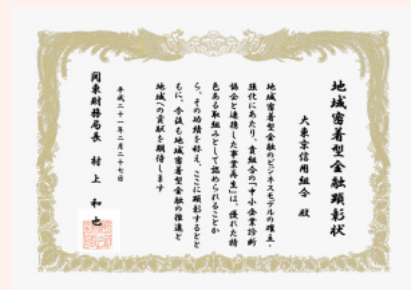 地域密着型金融顕彰状
大東京信用組合 殿
地域密着型金融のビジネスモデルの確立、
強化にあたり、貴組合の「中小企業診断
協会と連携した事業再生」は、優れた特
色ある取組みとして認められることか
ら、その功績を称え、ここに顕彰するとと
もに、今後も地域密着型金融の推進と
地域への貢献を期待します
平成二十一年二月二十七日
関東財務局長 村上 和也